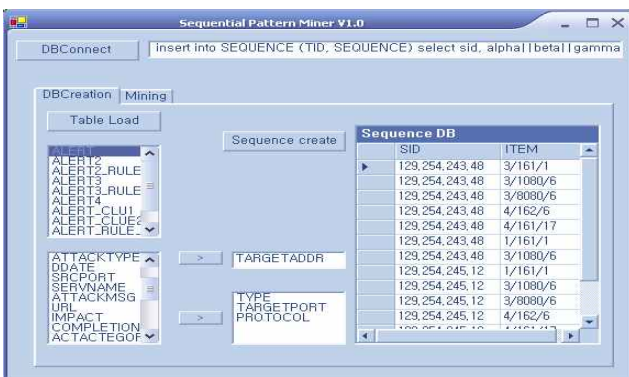 Sequential Pattern Miner V1.0
DBConnect
insert into SEQUENCE (TID, SEQUENCE) select sid, alpha||beta||gamma
DBCreation
Mining
Table Load
ALERT
ALERT2
ALERT2_RULE
ALERT3
ALERT3_RULE
ALERT4
ALERT_CLU1
ALERT_CLUE2
ALERT_RULE_
Sequence create
ATTACKTYPE
DDATE
SRCPORT
SERVNAME
ATTACKMSG
URL
IMPACT
COMPLETION
ACTACTEGOF
>
TARGETADDR
>
TYPE
TARGETPORT
PROTOCOL
Sequence DB
SID ITEM
129,254,243,48 3/161/1
129,254,243,48 3/1080/6
129,254,243,48 3/8080/6
129,254,243,48 4/162/6
129,254,243,48 4/161/17
129,254,243,48 1/161/1
129,254,243,48 3/1080/6
129,254,245,12 1/161/1
129,254,245,12 3/1080/6
129,254,245,12 3/8080/6
129,254,245,12 4/162/6